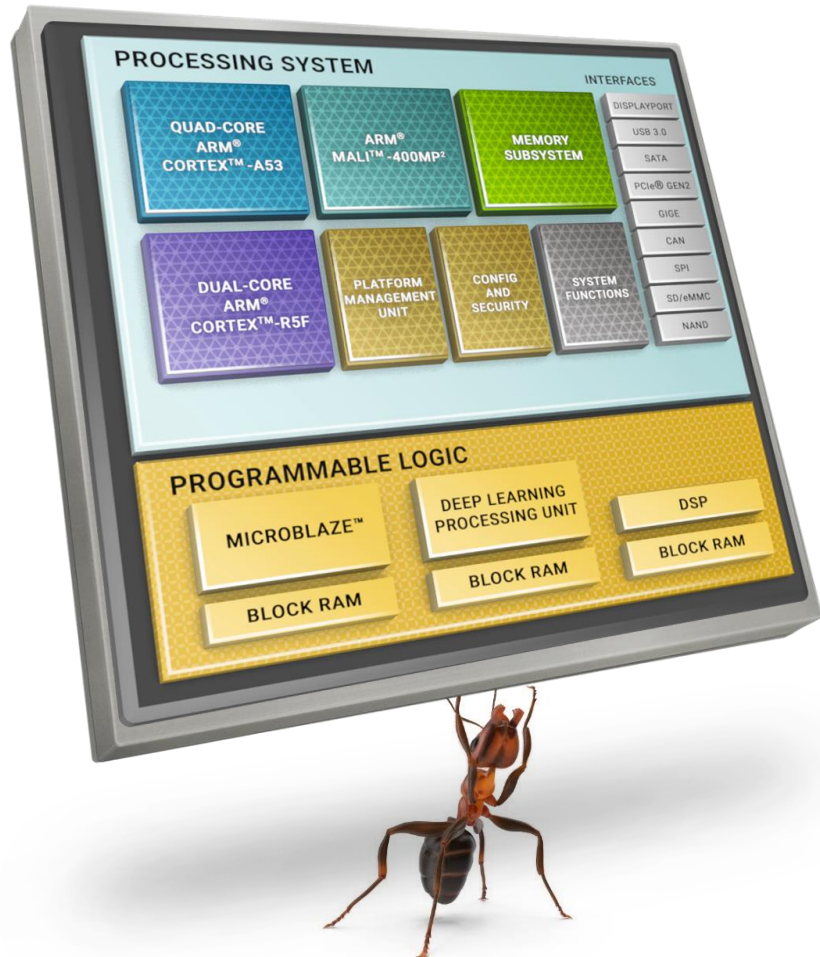 PROCESSING SYSTEM
INTERFACES
QUAD-CORE
ARM®
CORTEX™-A53
ARM®
MALI™-400MP²
MEMORY
SUBSYSTEM
DISPLAYPORT
USB 3.0
SATA
PCIe® GEN2
GIGE
CAN
SPI
SD/eMMC
NAND
DUAL-CORE
ARM®
CORTEX™-R5F
PLATFORM
MANAGEMENT
UNIT
CONFIG
AND
SECURITY
SYSTEM
FUNCTIONS
PROGRAMMABLE LOGIC
MICROBLAZE™
BLOCK RAM
DEEP LEARNING
PROCESSING UNIT
BLOCK RAM
DSP
BLOCK RAM